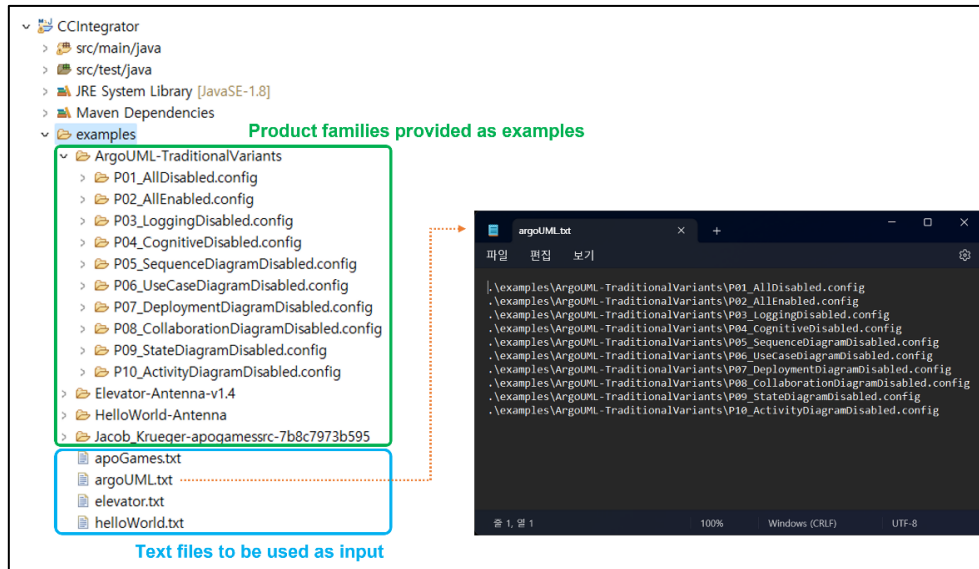 CCIntegrator
src/main/java
src/test/java
JRE System Library [JavaSE-1.8]
Maven Dependencies
examples
Product families provided as examples
ArgoUML-TraditionalVariants
P01_AllDisabled.config
P02_AllEnabled.config
P03_LoggingDisabled.config
P04_CognitiveDisabled.config
P05_SequenceDiagramDisabled.config
P06_UseCaseDiagramDisabled.config
P07_DeploymentDiagramDisabled.config
P08_CollaborationDiagramDisabled.config
P09_StateDiagramDisabled.config
P10_ActivityDiagramDisabled.config
Elevator-Antenna-v1.4
HelloWorld-Antenna
Jacob_Krueger-apogamessrc-7b8c7973b595
apoGames.txt
argoUML.txt
elevator.txt
helloWorld.txt
Text files to be used as input
argoUML.txt
파일 편집 보기
.\examples\ArgoUML-TraditionalVariants\P01_AllDisabled.config
.\examples\ArgoUML-TraditionalVariants\P02_AllEnabled.config
.\examples\ArgoUML-TraditionalVariants\P03_LoggingDisabled.config
.\examples\ArgoUML-TraditionalVariants\P04_CognitiveDisabled.config
.\examples\ArgoUML-TraditionalVariants\P05_SequenceDiagramDisabled.config
.\examples\ArgoUML-TraditionalVariants\P06_UseCaseDiagramDisabled.config
.\examples\ArgoUML-TraditionalVariants\P07_DeploymentDiagramDisabled.config
.\examples\ArgoUML-TraditionalVariants\P08_CollaborationDiagramDisabled.config
.\examples\ArgoUML-TraditionalVariants\P09_StateDiagramDisabled.config
.\examples\ArgoUML-TraditionalVariants\P10_ActivityDiagramDisabled.config
줄 1, 열 1 100% Windows (CRLF) UTF-8